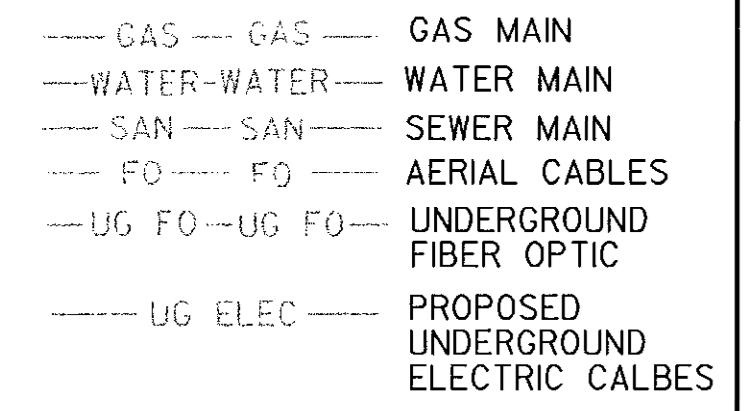 GAS GAS GAS MAIN
WATER-WATER WATER MAIN
SAN SAN SEWER MAIN
FO FO AERIAL CABLES
UG FO UG FO UNDERGROUND
FIBER OPTIC
UG ELEC PROPOSED
UNDERGROUND
ELECTRIC CALBES